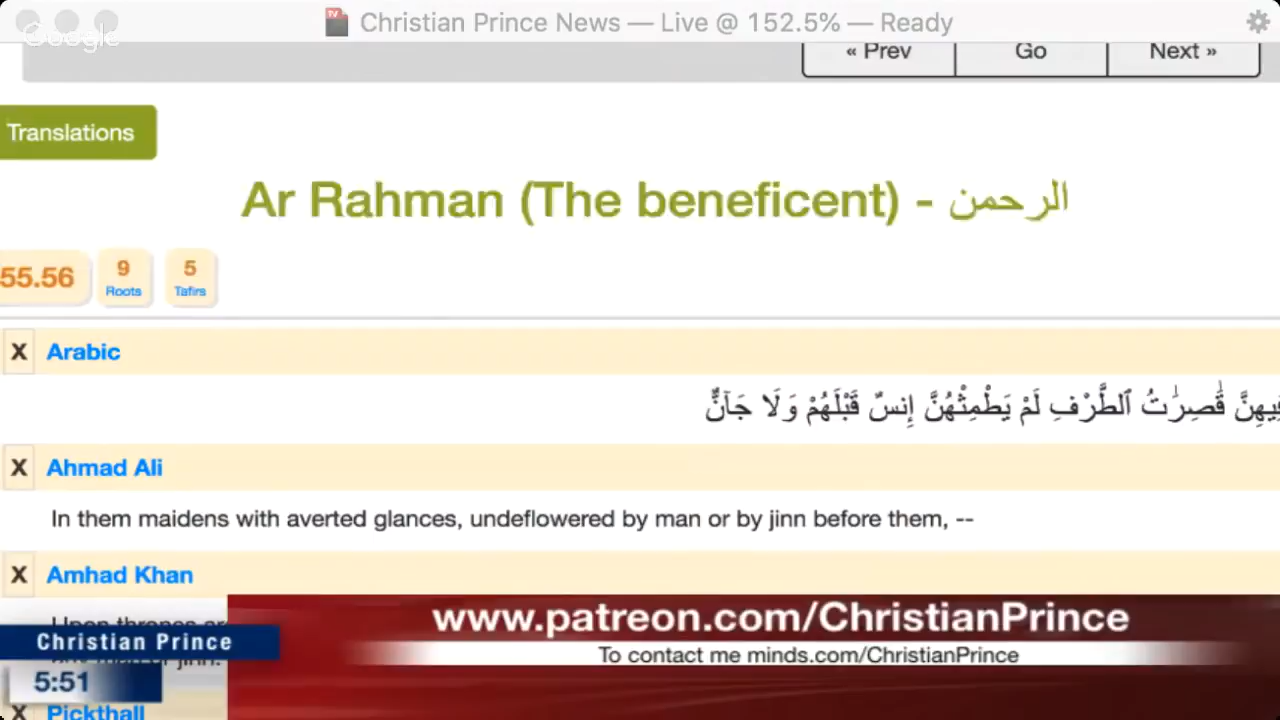 Christian Prince News — Live @ 152.5% — Ready
Google
« Prev Go Next »
Translations
Ar Rahman (The beneficent) - الرحمن
55.56 9 Roots 5 Tafirs
X Arabic
فِيهِنَّ قَٰصِرَٰتُ ٱلطَّرْفِ لَمْ يَطْمِثْهُنَّ إِنسٌ قَبْلَهُمْ وَلَا جَآنٌّ
X Ahmad Ali
In them maidens with averted glances, undeflowered by man or by jinn before them, --
X Amhad Khan
www.patreon.com/ChristianPrince
Christian Prince
To contact me minds.com/ChristianPrince
5:51
X Pickthall